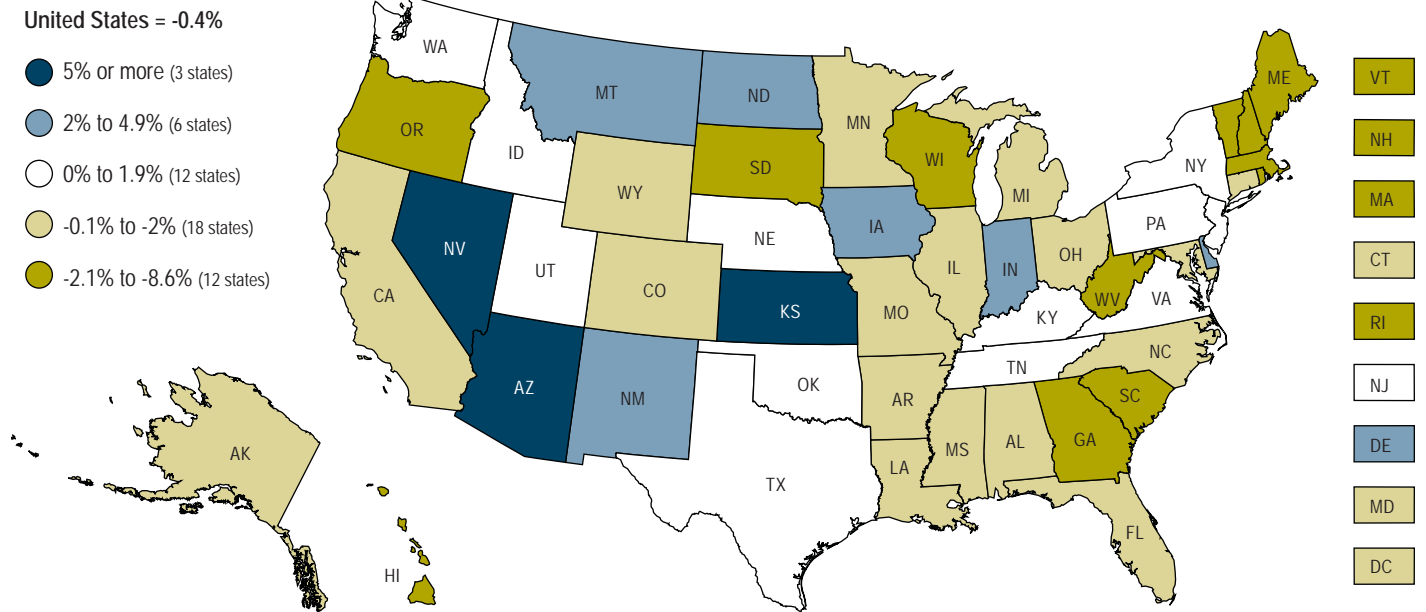 United States = -0.4%
5% or more (3 states)
2% to 4.9% (6 states)
0% to 1.9% (12 states)
-0.1% to -2% (18 states)
-2.1% to -8.6% (12 states)
WA
OR
MT
ID
ND
MN
SD
WI
WY
MI
NY
ME
NV
UT
CA
CO
NE
IA
KS
MO
IL
IN
OH
PA
WV
VA
KY
NC
TN
AZ
NM
OK
AR
SC
GA
AL
MS
LA
TX
FL
AK
HI
VT
NH
MA
CT
RI
NJ
DE
MD
DC